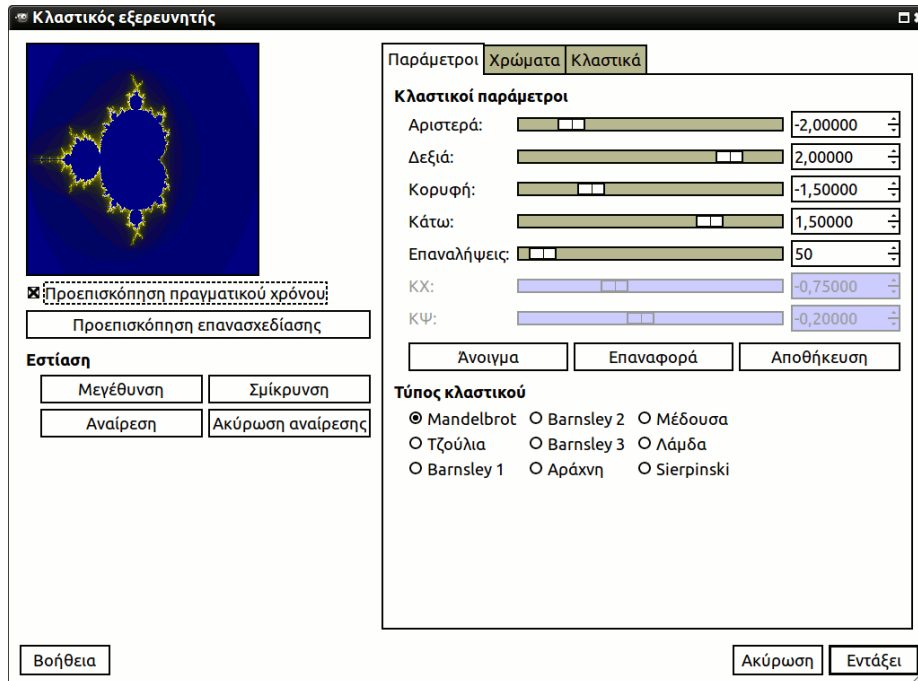 Κλαστικός εξερευνητής
Προεπισκόπηση πραγματικού χρόνου
Προεπισκόπηση επανασχεδίασης
Εστίαση
Μεγέθυνση Σμίκρυνση
Αναίρεση Ακύρωση αναίρεσης
Παράμετροι Χρώματα Κλαστικά
Κλαστικοί παράμετροι
Αριστερά: -2,00000
Δεξιά: 2,00000
Κορυφή: -1,50000
Κάτω: 1,50000
Επαναλήψεις: 50
ΚΧ: -0,75000
ΚΨ: -0,20000
Άνοιγμα Επαναφορά Αποθήκευση
Τύπος κλαστικού
Mandelbrot Barnsley 2 Μέδουσα
Τζούλια Barnsley 3 Λάμδα
Barnsley 1 Αράχνη Sierpinski
Βοήθεια Ακύρωση Εντάξει